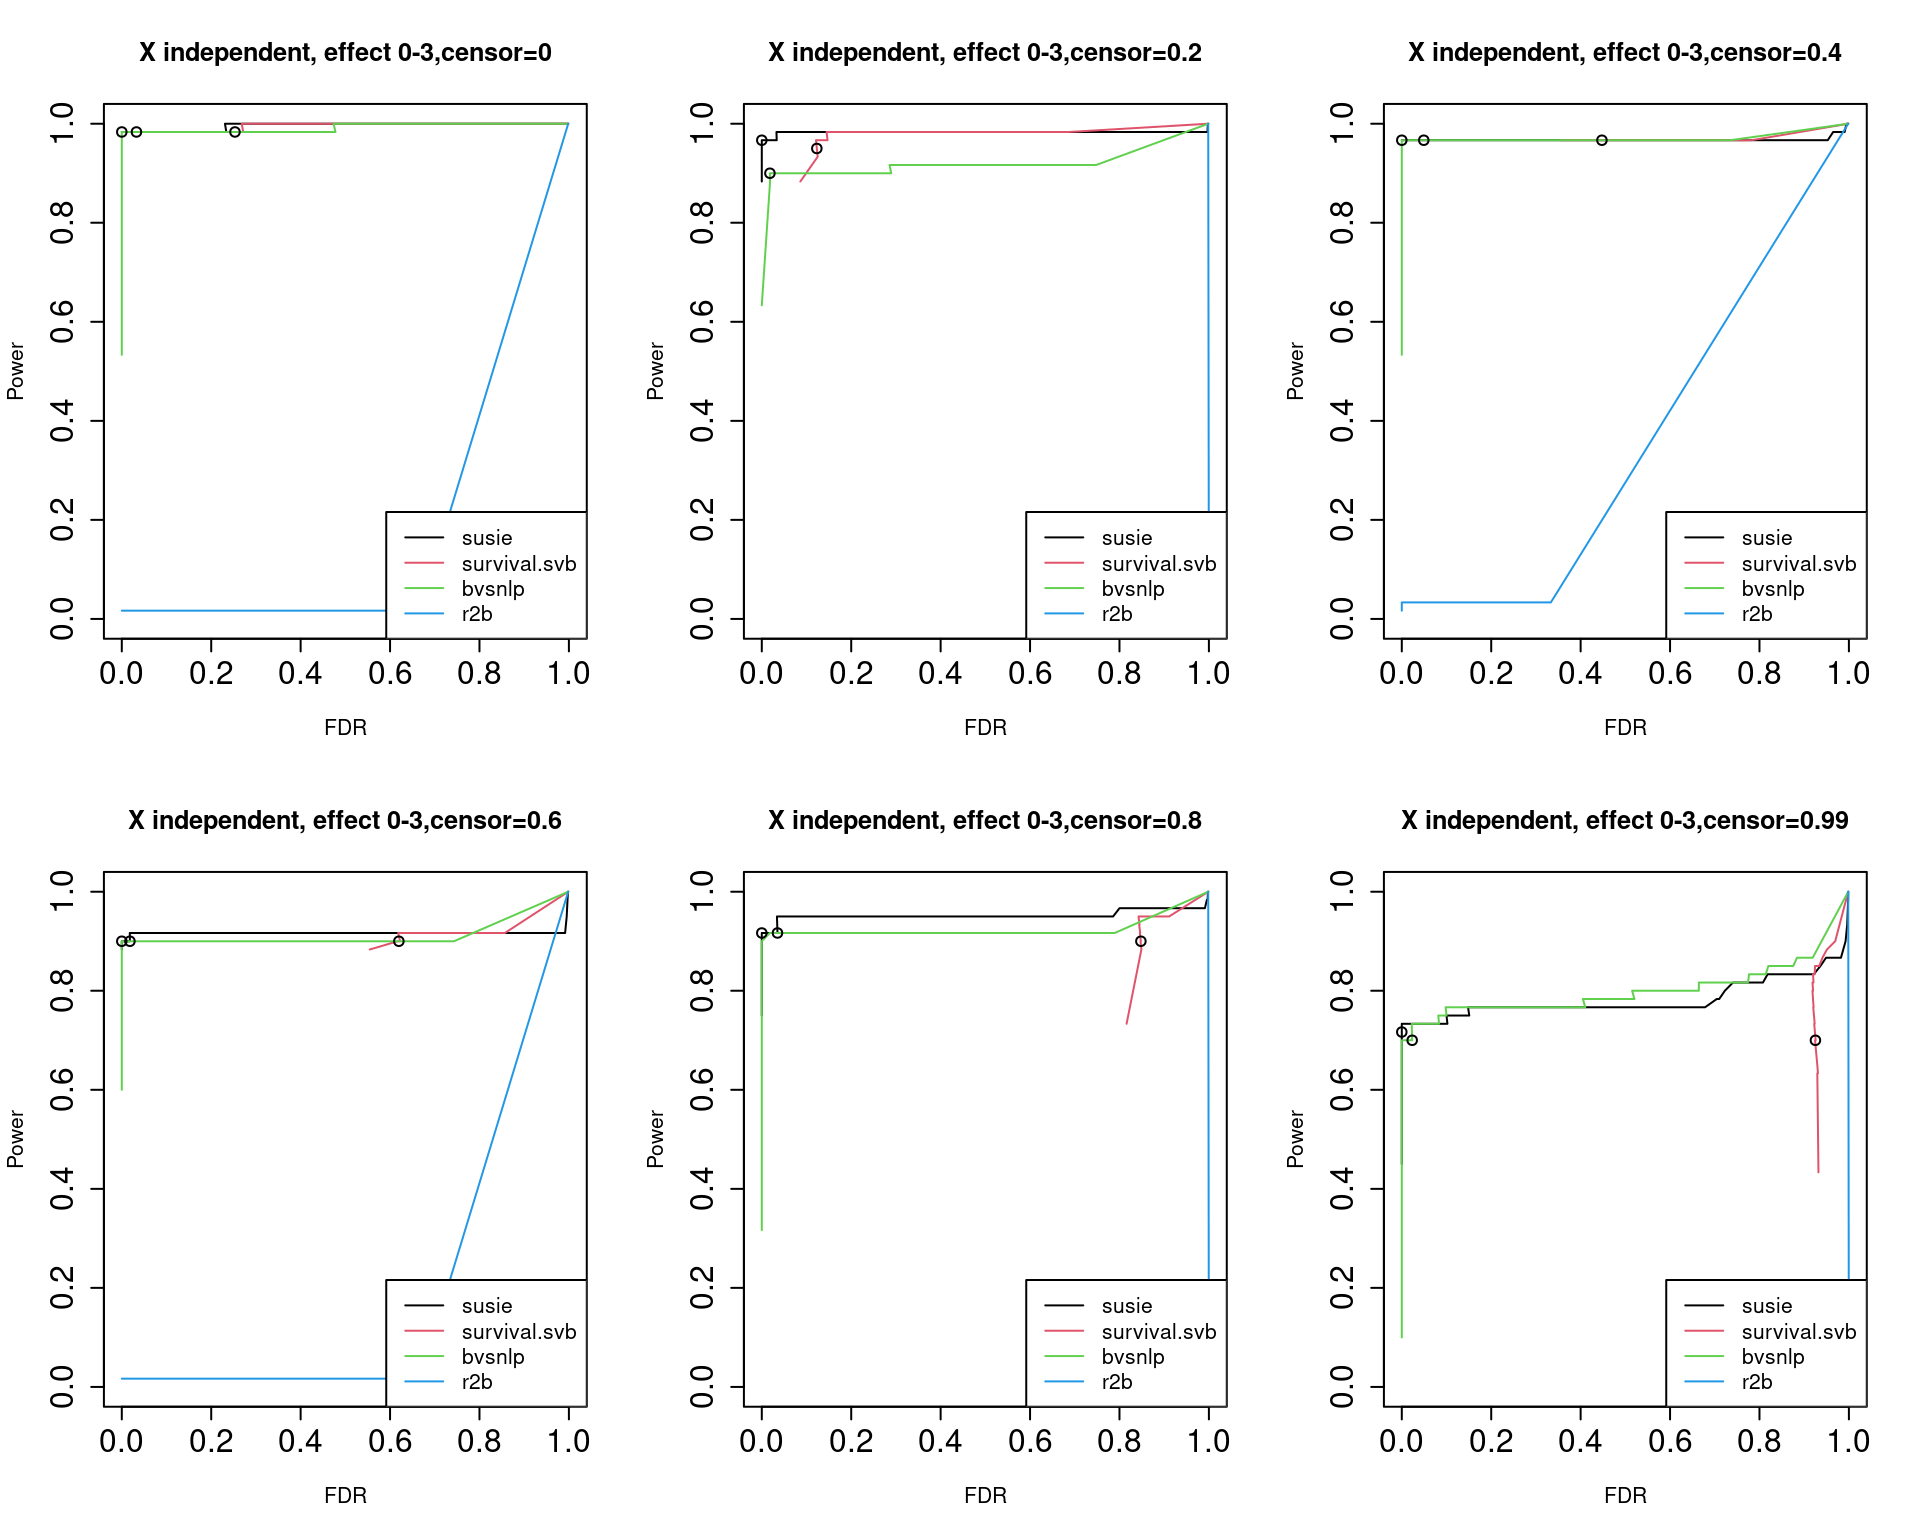 X independent, effect 0-3,censor=0
Power
1.0
0.8
0.6
0.4
0.2
0.0
susie
survival.svb
bvsnlp
r2b
0.0 0.2 0.4 0.6 0.8 1.0
FDR
X independent, effect 0-3,censor=0.2
Power
1.0
0.8
0.6
0.4
0.2
0.0
susie
survival.svb
bvsnlp
r2b
0.0 0.2 0.4 0.6 0.8 1.0
FDR
X independent, effect 0-3,censor=0.4
Power
1.0
0.8
0.6
0.4
0.2
0.0
susie
survival.svb
bvsnlp
r2b
0.0 0.2 0.4 0.6 0.8 1.0
FDR
X independent, effect 0-3,censor=0.6
Power
1.0
0.8
0.6
0.4
0.2
0.0
susie
survival.svb
bvsnlp
r2b
0.0 0.2 0.4 0.6 0.8 1.0
FDR
X independent, effect 0-3,censor=0.8
Power
1.0
0.8
0.6
0.4
0.2
0.0
susie
survival.svb
bvsnlp
r2b
0.0 0.2 0.4 0.6 0.8 1.0
FDR
X independent, effect 0-3,censor=0.99
Power
1.0
0.8
0.6
0.4
0.2
0.0
susie
survival.svb
bvsnlp
r2b
0.0 0.2 0.4 0.6 0.8 1.0
FDR